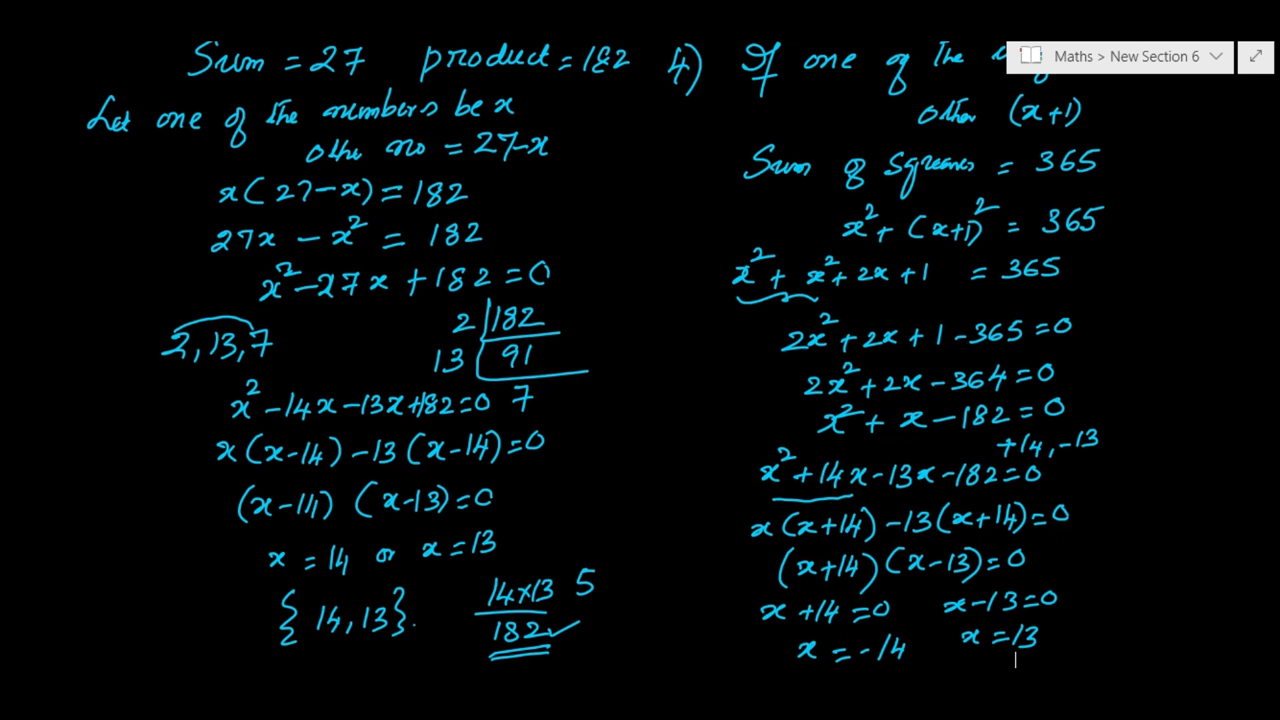 Sum = 27 product = 182
Let one of the numbers be x
othe no = 27-x
x(27-x) = 182
27x - x² = 182
x² - 27x + 182 = 0
2 | 182
2, 13, 7
13 | 91
7
x² - 14x - 13x + 182 = 0
x(x-14) - 13(x-14) = 0
(x-14) (x-13) = 0
x = 14 or x = 13
{14, 13}.
14×13 5
182 ✓
4) If one of the
Maths > New Section 6
other (x+1)
Sum of squares = 365
x² + (x+1)² = 365
x² + x² + 2x + 1 = 365
2x² + 2x + 1 - 365 = 0
2x² + 2x - 364 = 0
x² + x - 182 = 0
+14, -13
x² + 14x - 13x - 182 = 0
x(x+14) - 13(x+14) = 0
(x+14) (x-13) = 0
x + 14 = 0 x - 13 = 0
x = -14 x = 13